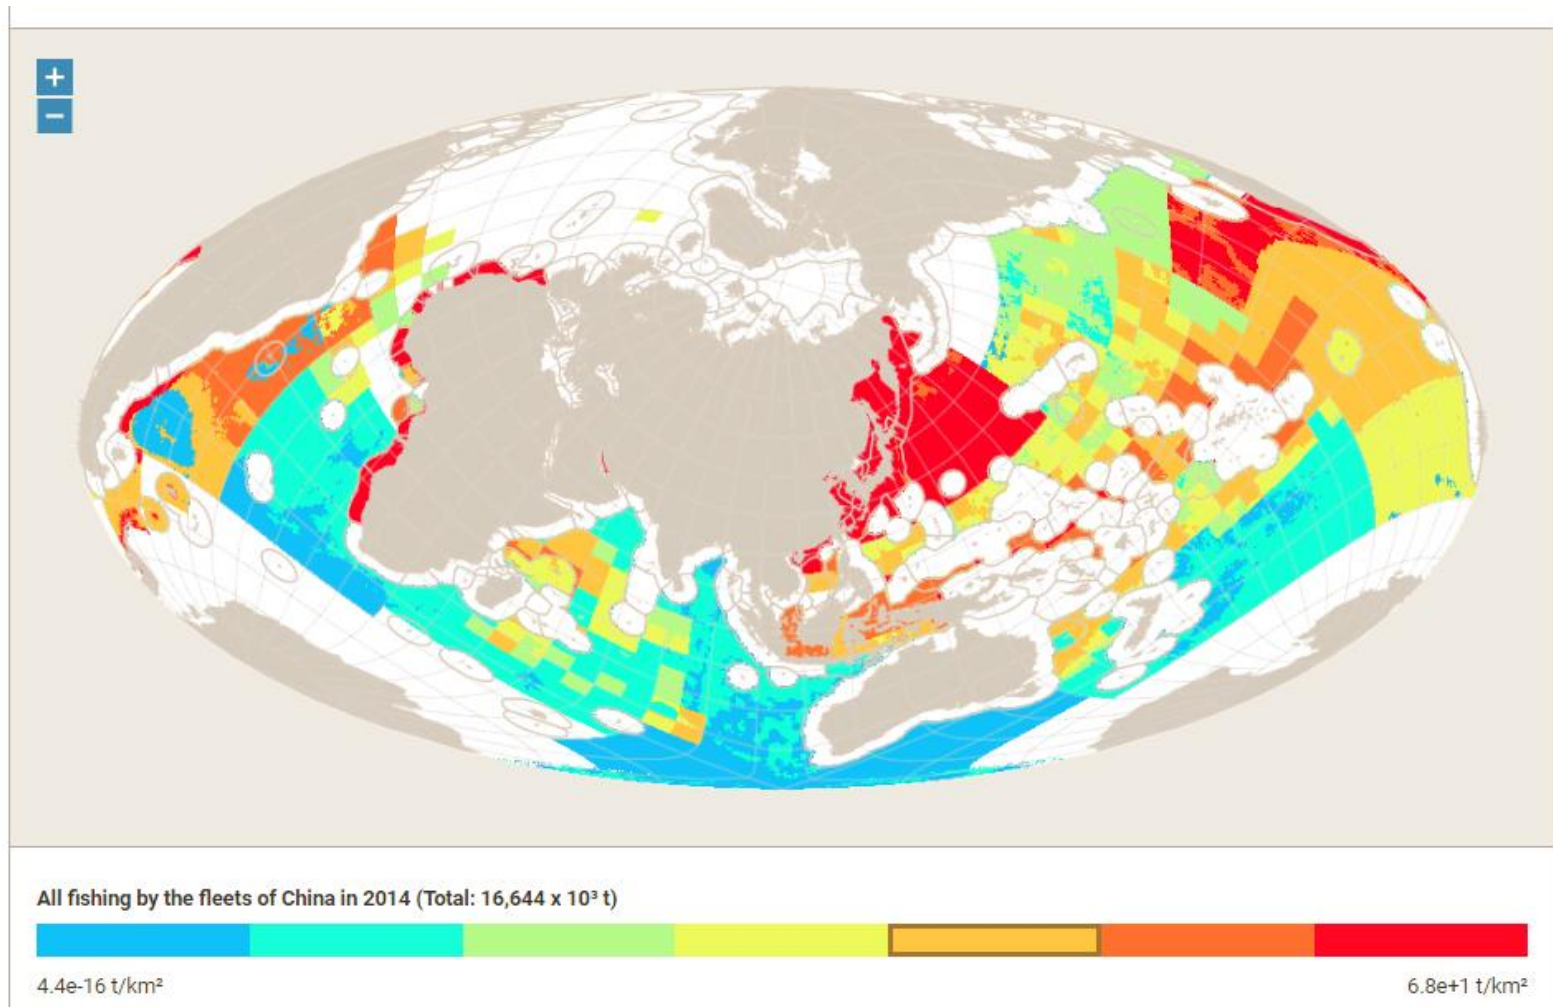 +
−
All fishing by the fleets of China in 2014 (Total: 16,644 x 10³ t)
4.4e-16 t/km²
6.8e+1 t/km²